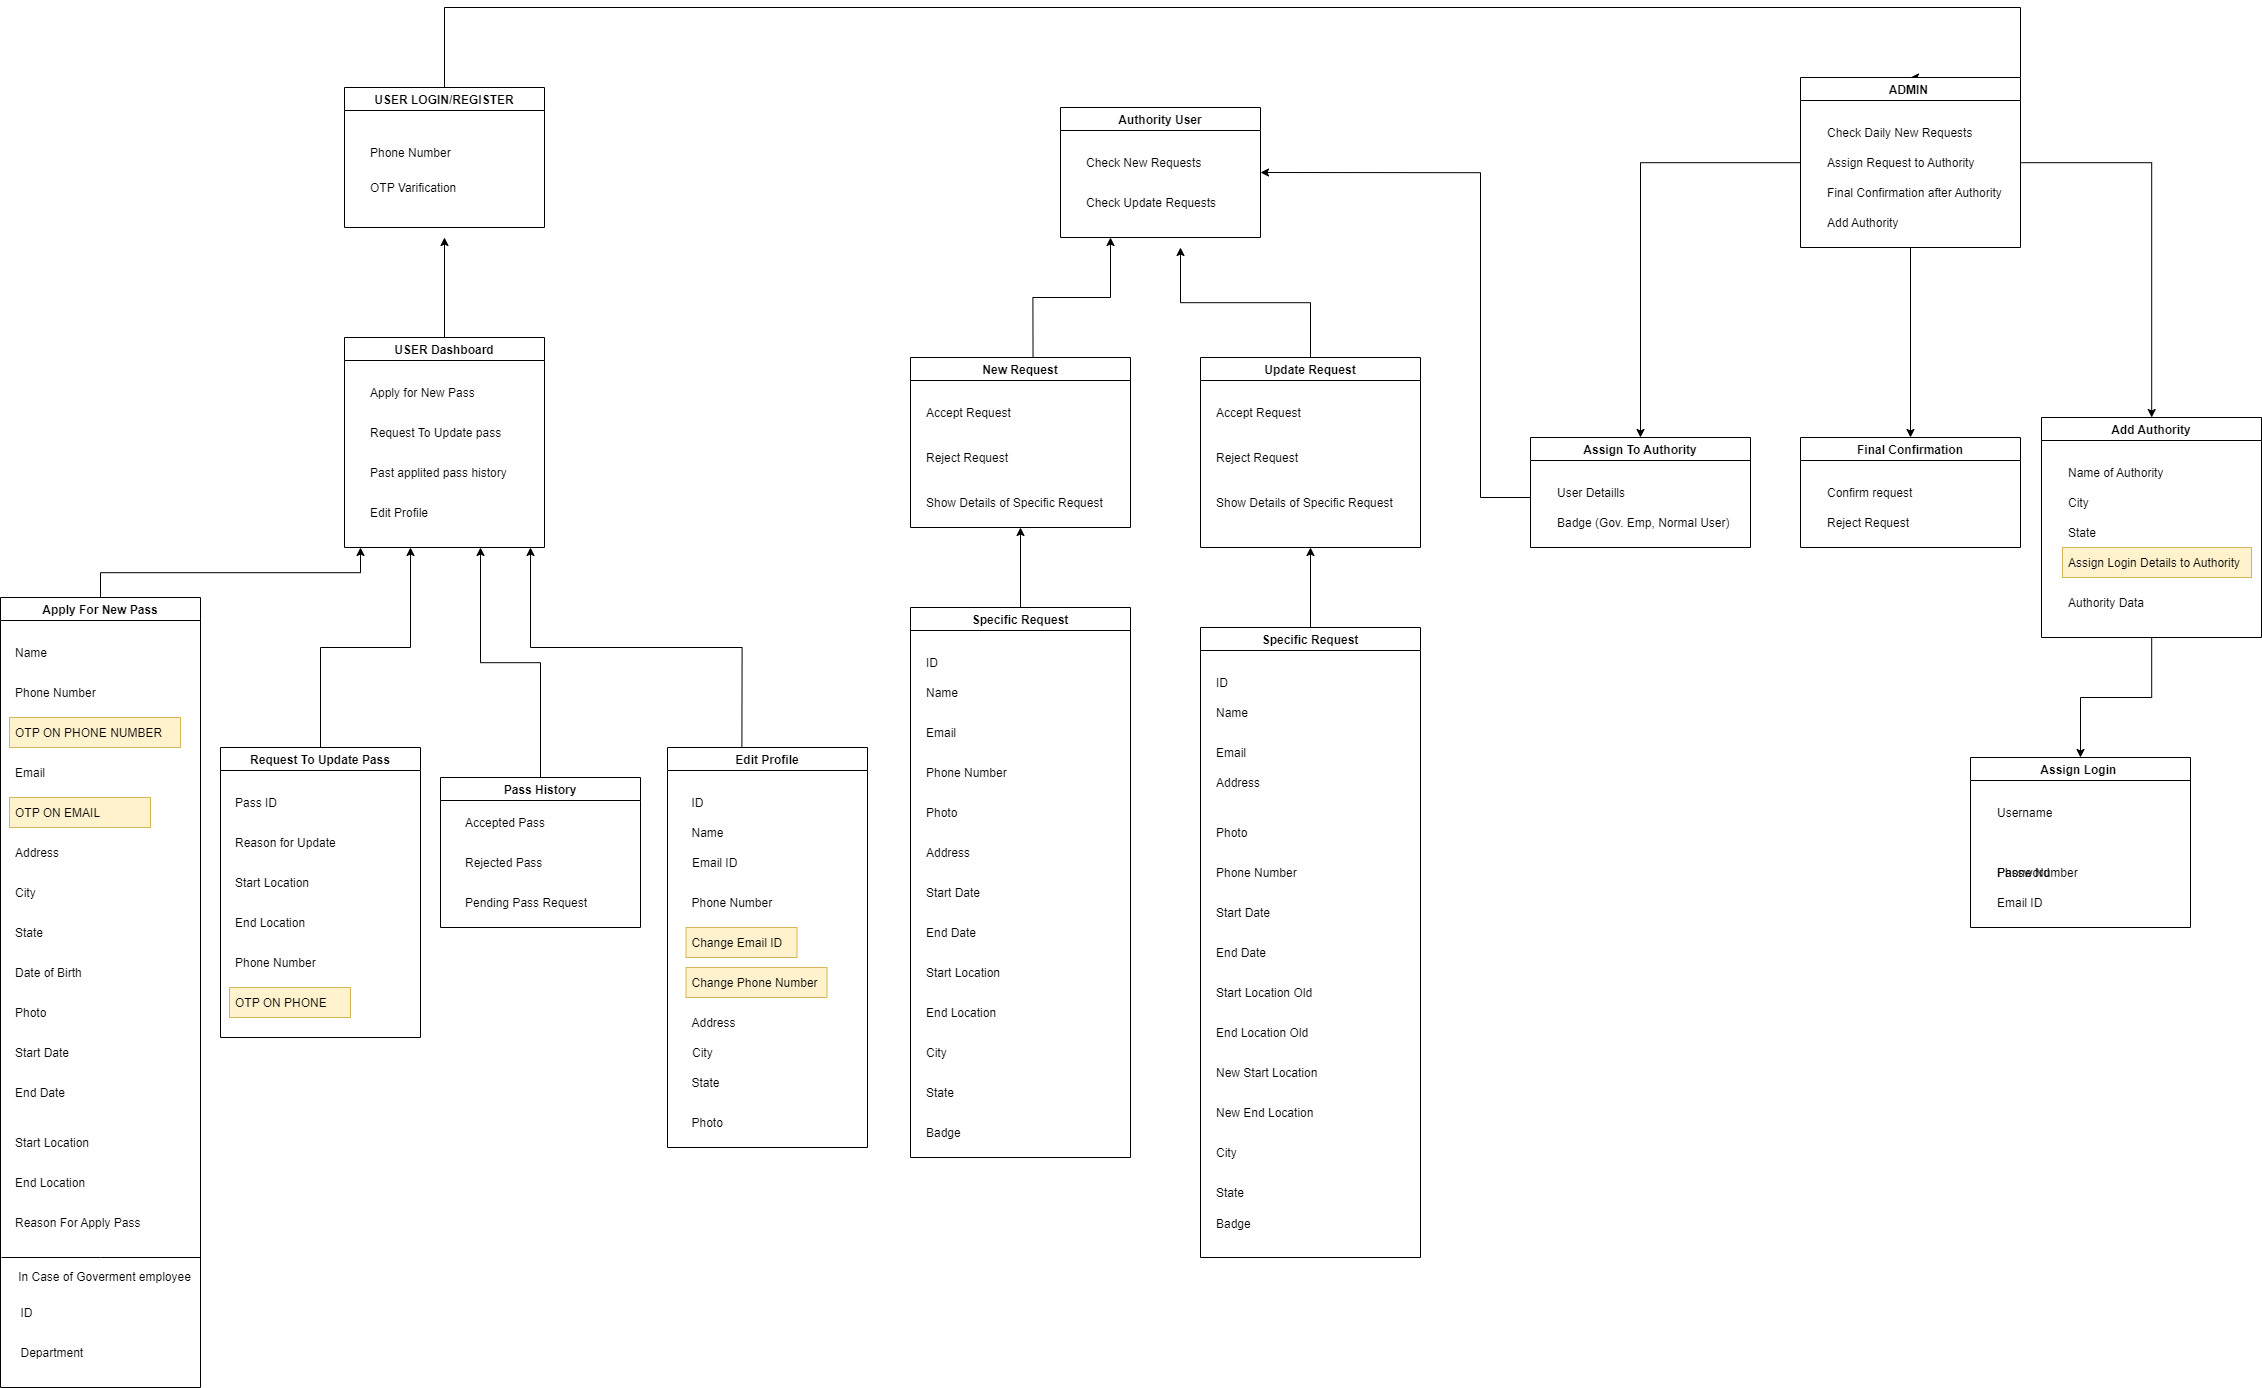 USER LOGIN/REGISTER
Phone Number
OTP Varification
USER Dashboard
Apply for New Pass
Request To Update pass
Past applited pass history
Edit Profile
Apply For New Pass
Name
Phone Number
OTP ON PHONE NUMBER
Email
OTP ON EMAIL
Address
City
State
Date of Birth
Photo
Start Date
End Date
Start Location
End Location
Reason For Apply Pass
In Case of Goverment employee
ID
Department
Request To Update Pass
Pass ID
Reason for Update
Start Location
End Location
Phone Number
OTP ON PHONE
Pass History
Accepted Pass
Rejected Pass
Pending Pass Request
Edit Profile
ID
Name
Email ID
Phone Number
Change Email ID
Change Phone Number
Address
City
State
Photo
Authority User
Check New Requests
Check Update Requests
New Request
Accept Request
Reject Request
Show Details of Specific Request
Specific Request
ID
Name
Email
Phone Number
Photo
Address
Start Date
End Date
Start Location
End Location
City
State
Badge
Update Request
Accept Request
Reject Request
Show Details of Specific Request
Specific Request
ID
Name
Email
Address
Photo
Phone Number
Start Date
End Date
Start Location Old
End Location Old
New Start Location
New End Location
City
State
Badge
ADMIN
Check Daily New Requests
Assign Request to Authority
Final Confirmation after Authority
Add Authority
Assign To Authority
User Detaills
Badge (Gov. Emp, Normal User)
Final Confirmation
Confirm request
Reject Request
Add Authority
Name of Authority
City
State
Assign Login Details to Authority
Authority Data
Assign Login
Username
Password
Phone Number
Email ID